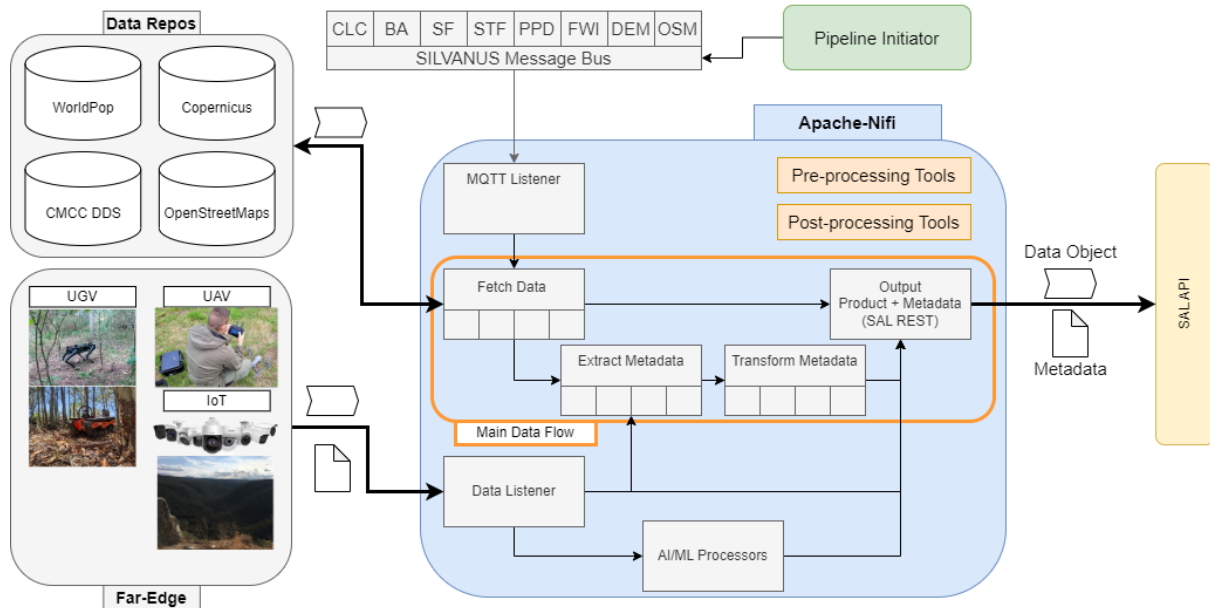 Data Repos
WorldPop
Copernicus
CMCC DDS
OpenStreetMaps
CLC BA SF STF PPD FWI DEM OSM
SILVANUS Message Bus
Pipeline Initiator
Apache-Nifi
MQTT Listener
Pre-processing Tools
Post-processing Tools
Fetch Data
Output
Product + Metadata
(SAL REST)
Extract Metadata
Transform Metadata
Main Data Flow
Data Listener
AI/ML Processors
Data Object
Metadata
SAL API
UGV
UAV
IoT
Far-Edge